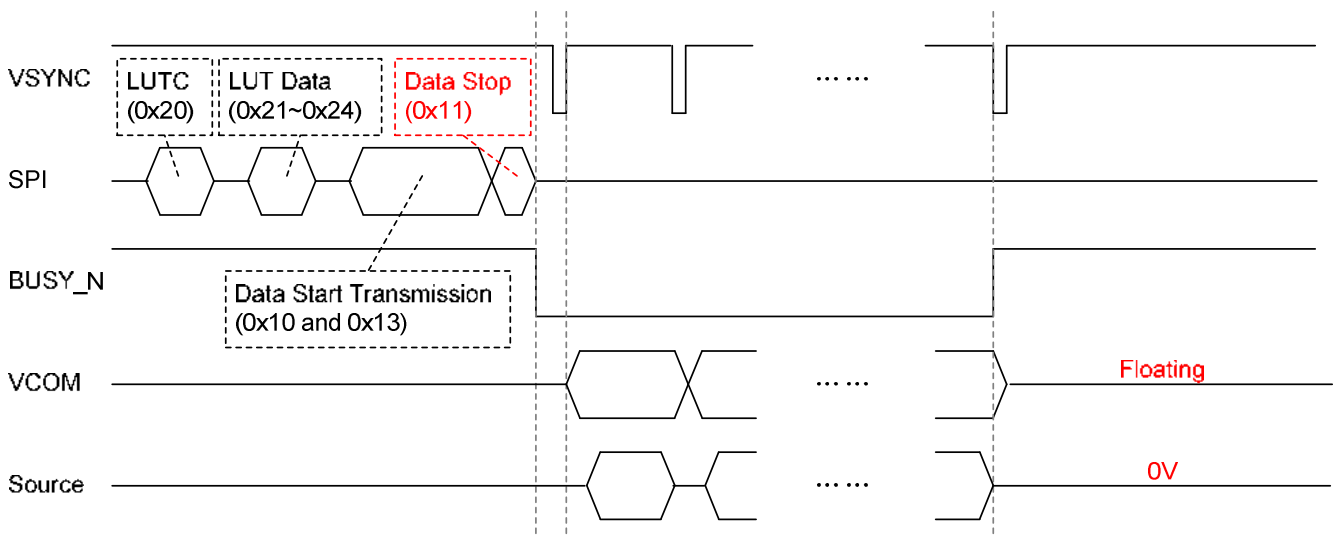 VSYNC
LUTC
(0x20)
LUT Data
(0x21~0x24)
Data Stop
(0x11)
... ...
SPI
BUSY_N
Data Start Transmission
(0x10 and 0x13)
VCOM
... ...
Floating
Source
... ...
0V